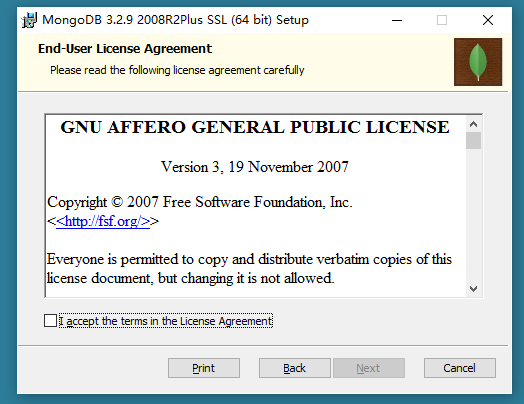 MongoDB 3.2.9 2008R2Plus SSL (64 bit) Setup
End-User License Agreement
Please read the following license agreement carefully
GNU AFFERO GENERAL PUBLIC LICENSE
Version 3, 19 November 2007
Copyright © 2007 Free Software Foundation, Inc.
<<http://fsf.org/>>
Everyone is permitted to copy and distribute verbatim copies of this
license document, but changing it is not allowed.
I accept the terms in the License Agreement
Print Back Next Cancel